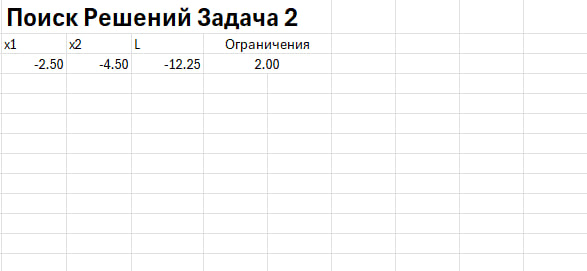 Поиск Решений Задача 2
x1 x2 L Ограничения
-2.50 -4.50 -12.25 2.00